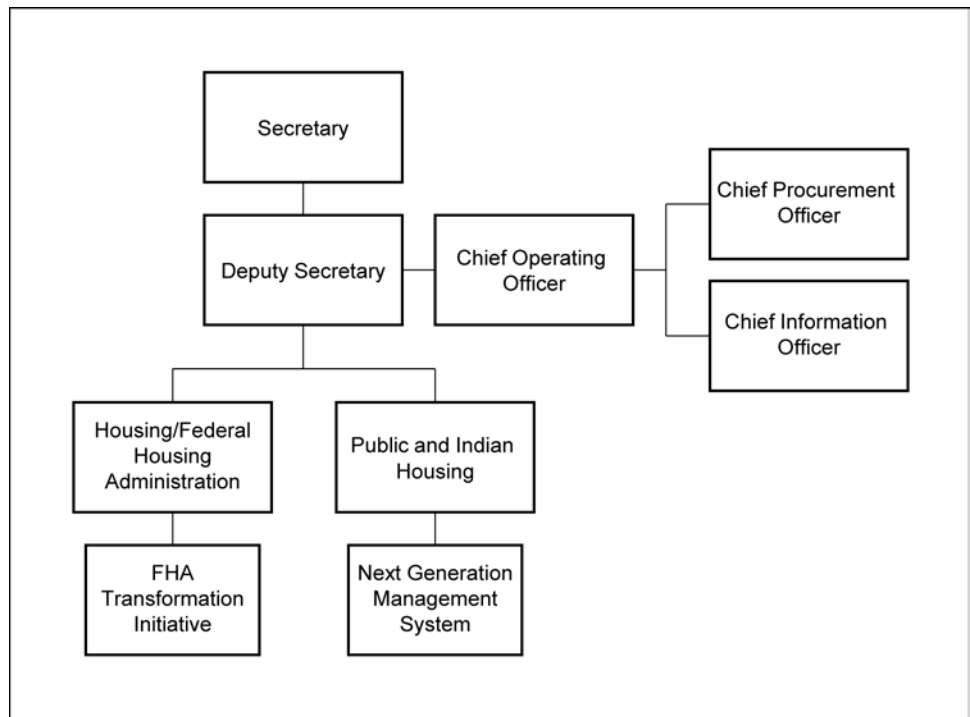 Secretary
Deputy Secretary
Chief Operating
Officer
Chief Procurement
Officer
Chief Information
Officer
Housing/Federal
Housing
Administration
Public and Indian
Housing
FHA
Transformation
Initiative
Next Generation
Management
System